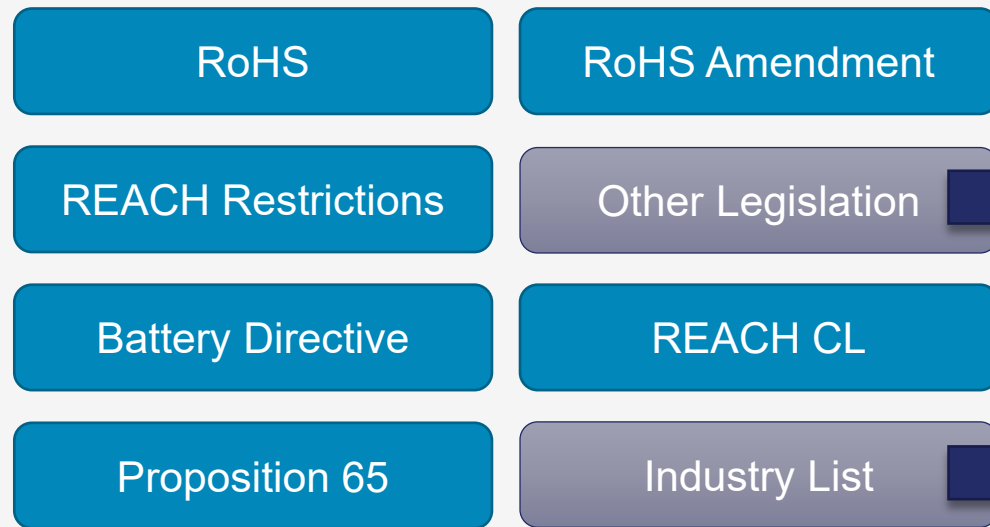 RoHS
RoHS Amendment
REACH Restrictions
Other Legislation
Battery Directive
REACH CL
Proposition 65
Industry List